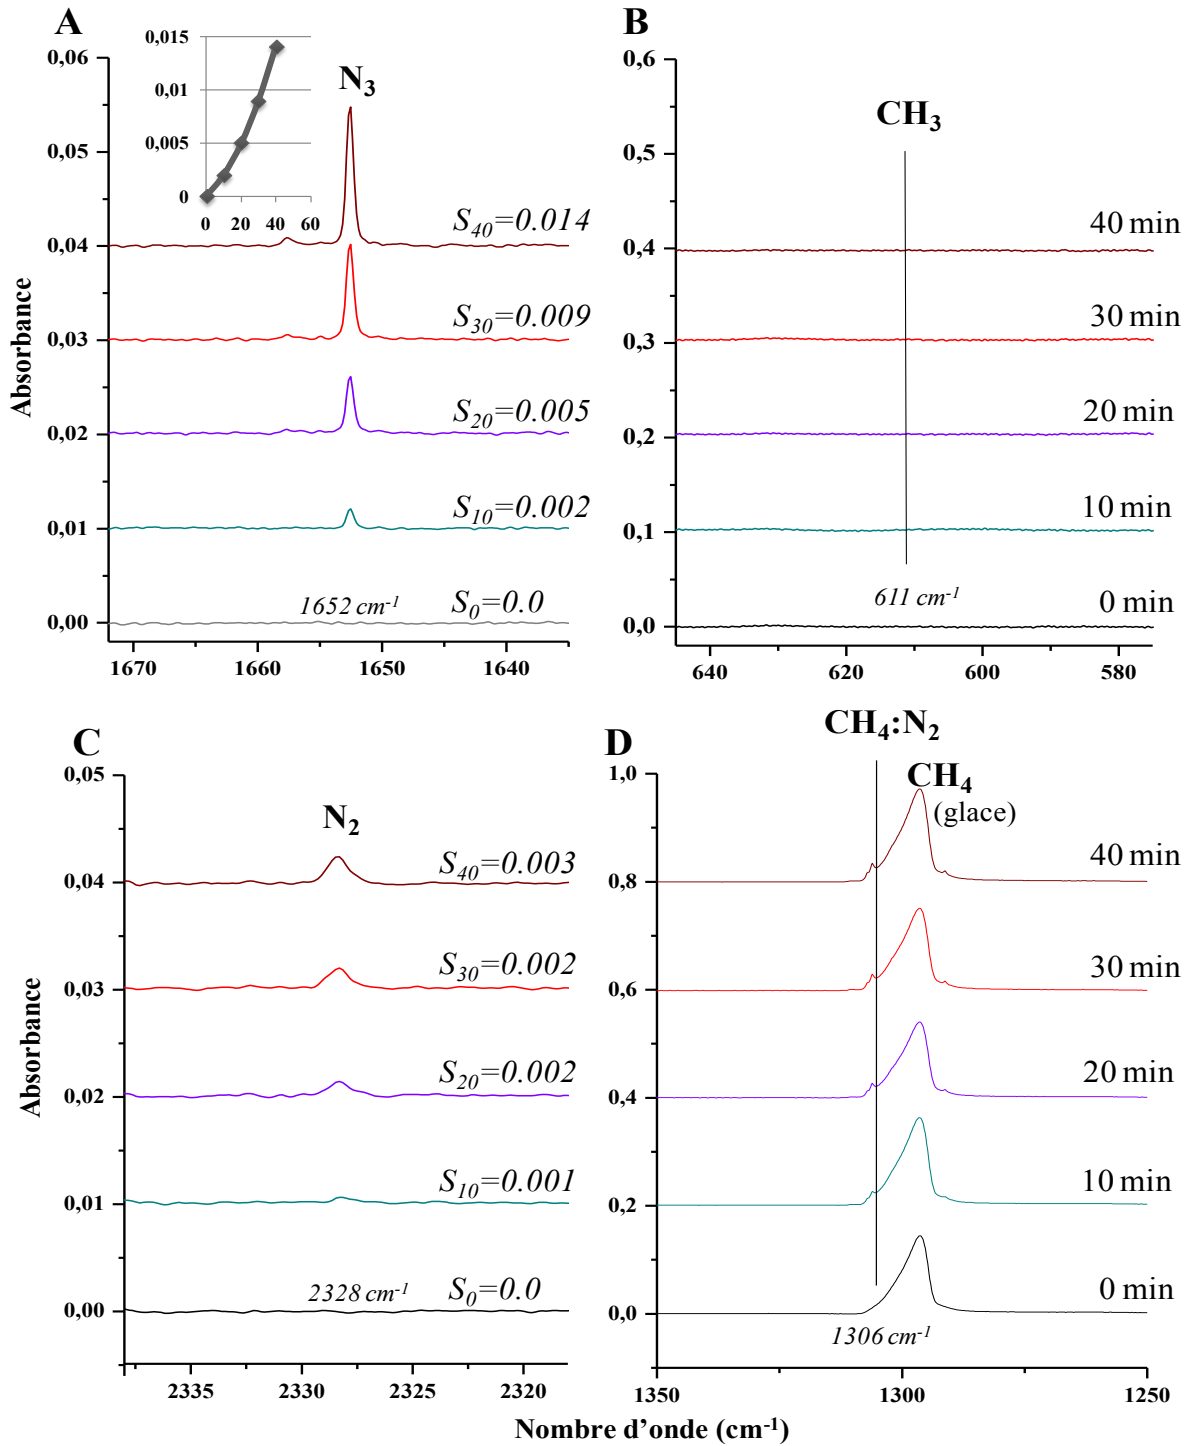 A
0,015
0,01
0,005
0
0 20 40 60
N3
0,06
0,05
0,04
0,03
0,02
0,01
0,00
S40=0.014
S30=0.009
S20=0.005
S10=0.002
S0=0.0
1652 cm-1
1670 1660 1650 1640
Absorbance
B
CH3
0,6
0,5
0,4
0,3
0,2
0,1
0,0
40 min
30 min
20 min
10 min
0 min
611 cm-1
640 620 600 580
C
N2
0,05
0,04
0,03
0,02
0,01
0,00
S40=0.003
S30=0.002
S20=0.002
S10=0.001
S0=0.0
2328 cm-1
2335 2330 2325 2320
Absorbance
D
CH4:N2
CH4
(glace)
1,0
0,8
0,6
0,4
0,2
0,0
40 min
30 min
20 min
10 min
0 min
1306 cm-1
1350 1300 1250
Nombre d’onde (cm-1)